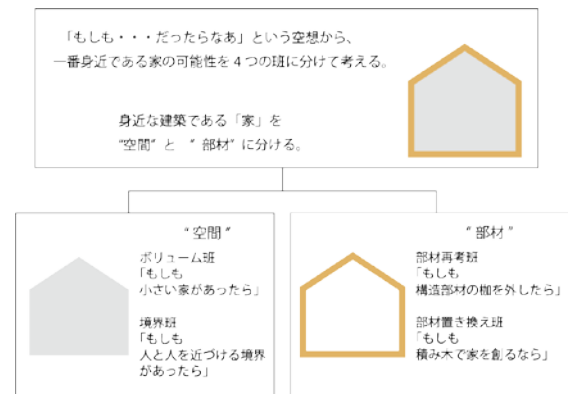 「もしも・・・だったらなあ」という空想から、
一番身近である家の可能性を４つの班に分けて考える。
身近な建築である「家」を
“空間” と “ 部材” に分ける。
“ 空間 ”
ボリューム班
「もしも
小さい家があったら」
境界班
「もしも
人と人を近づける境界
があったら」
“ 部材 ”
部材再考班
「もしも
構造部材の枷を外したら」
部材置き換え班
「もしも
積み木で家を創るなら」